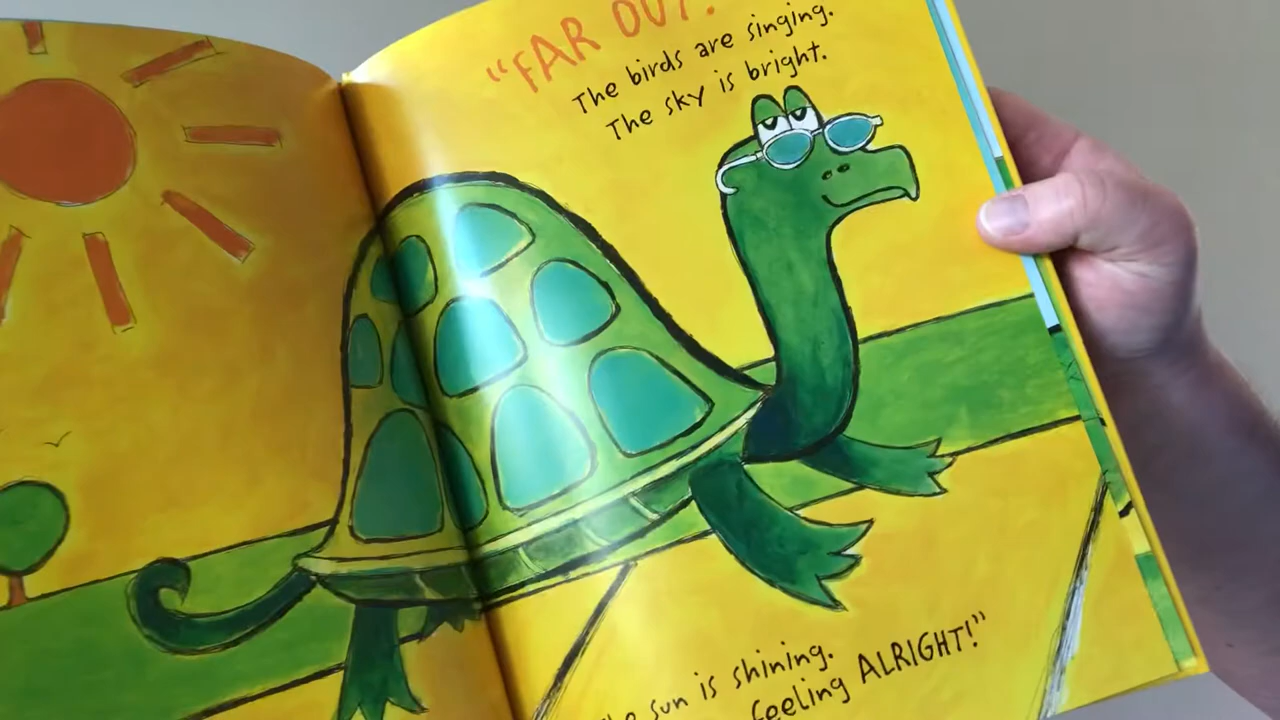 "FAR OUT!
The birds are singing.
The sky is bright.
sun is shining.
feeling ALRIGHT!"